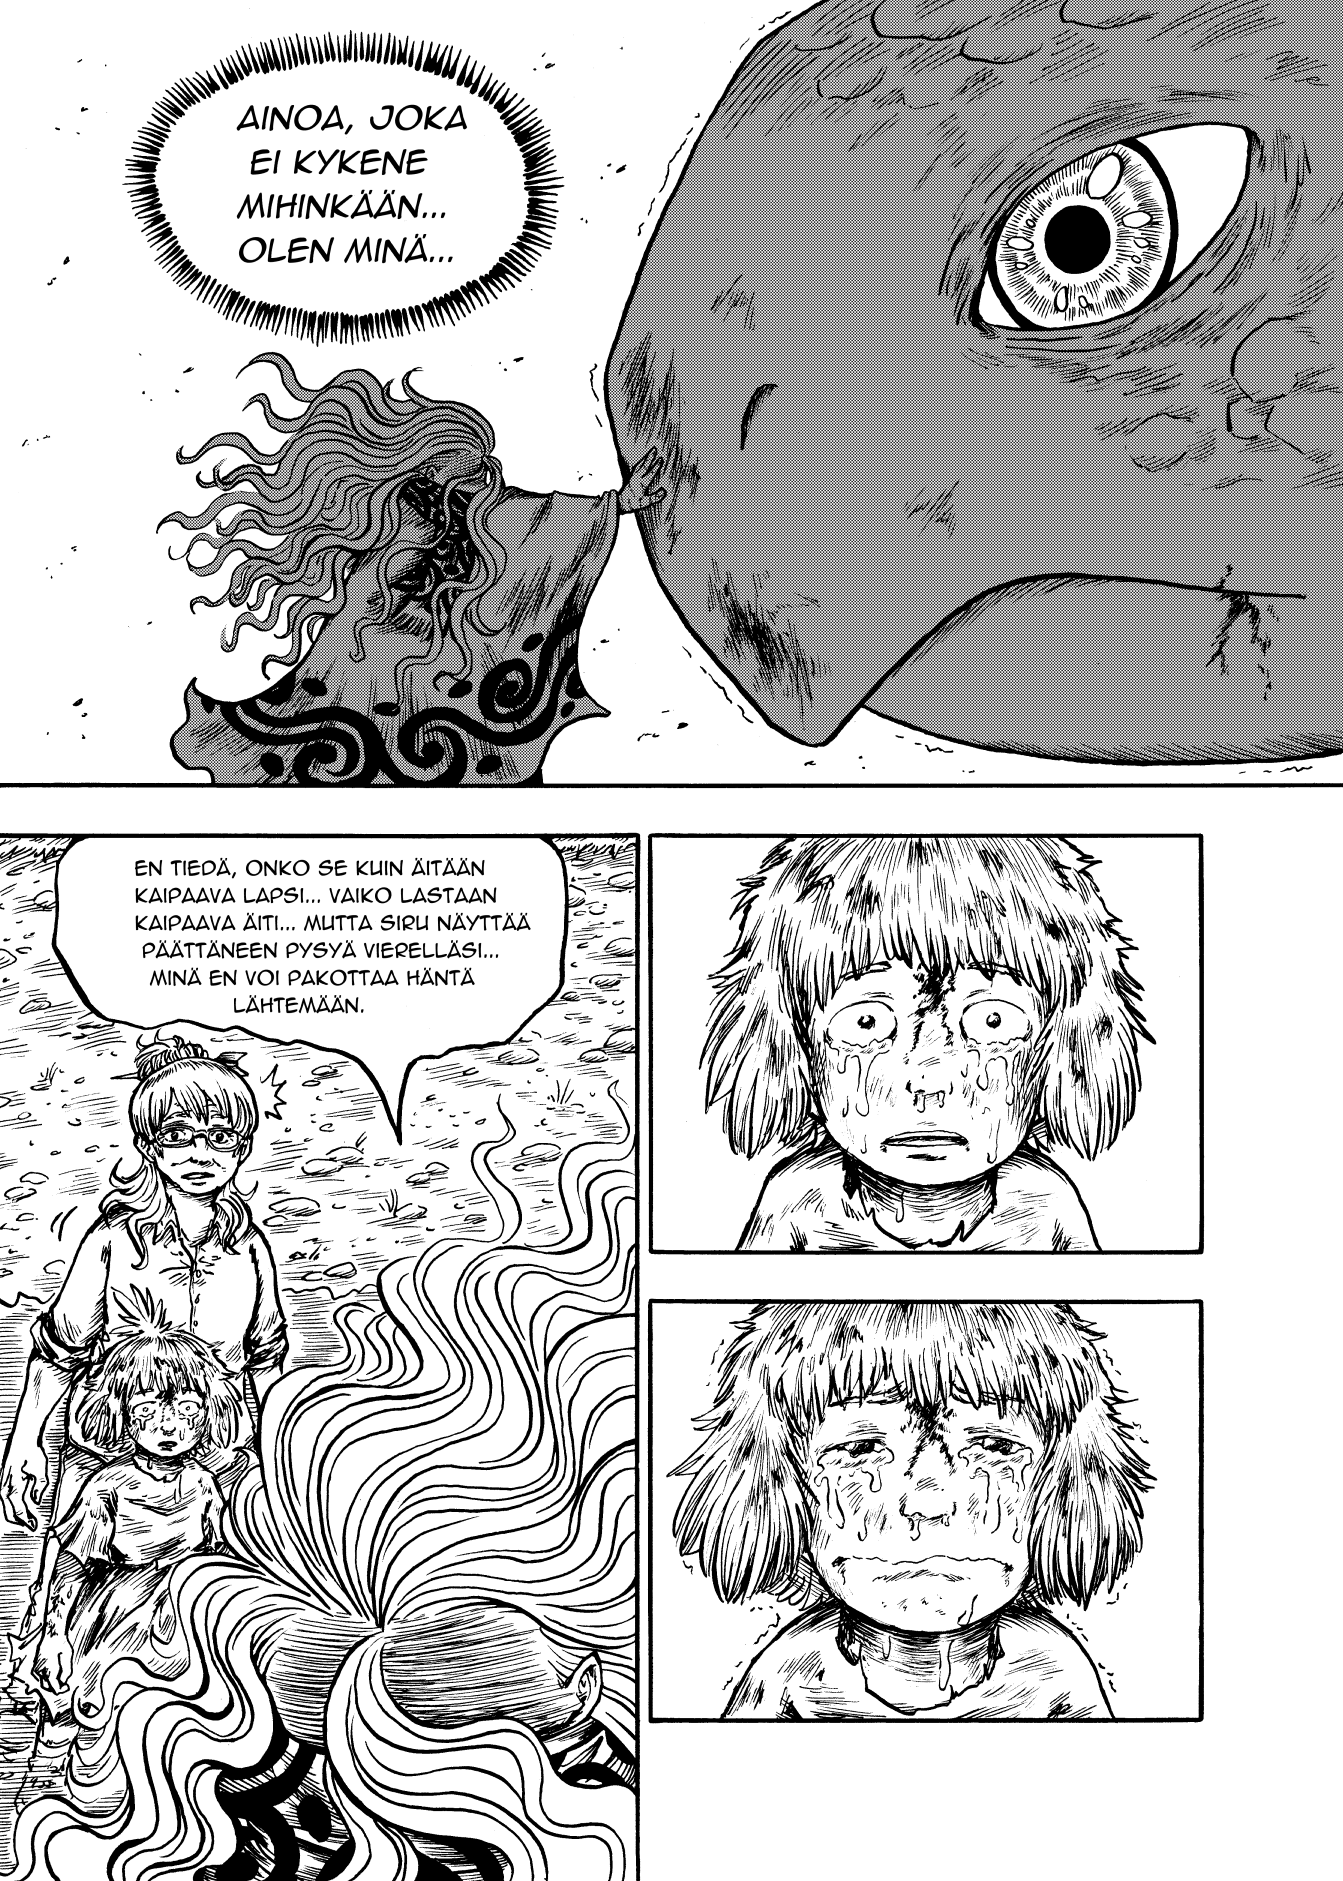 AINOA, JOKA
EI KYKENE
MIHINKÄÄN...
OLEN MINÄ...
EN TIEDÄ, ONKO SE KUIN ÄITÄÄN
KAIPAAVA LAPSI... VAIKO LASTAAN
KAIPAAVA ÄITI... MUTTA SIRU NÄYTTÄÄ
PÄÄTTÄNEEN PYSYÄ VIERELLÄSI...
MINÄ EN VOI PAKOTTAA HÄNTÄ
LÄHTEMÄÄN.